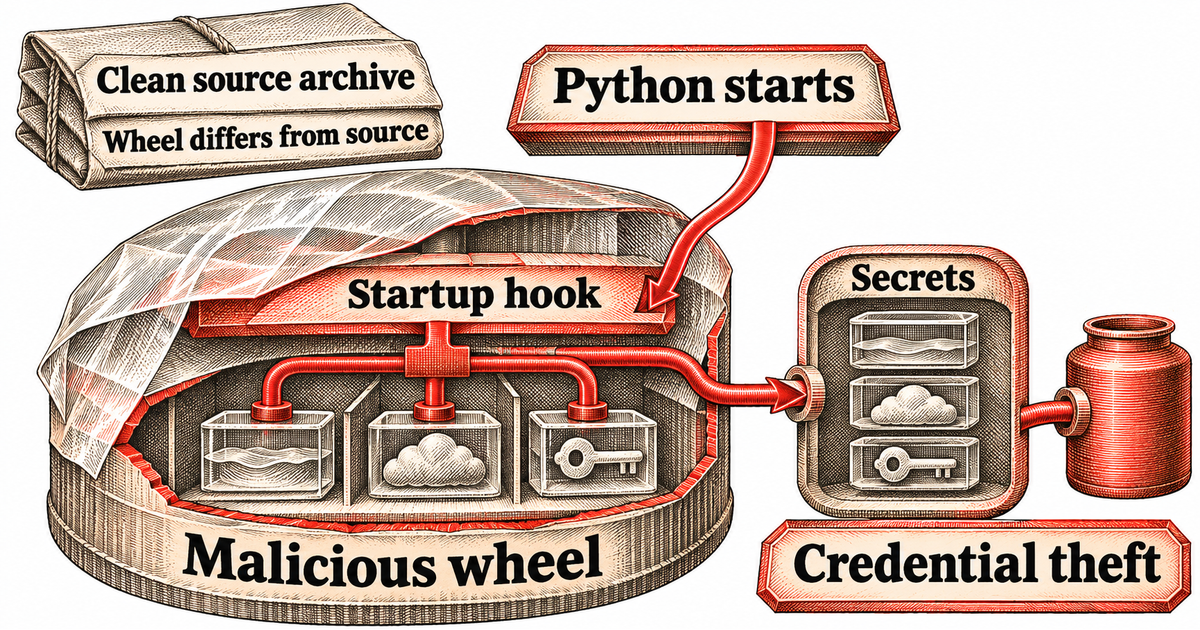 Clean source archive
Wheel differs from source
Python starts
Startup hook
Secrets
Malicious wheel
Credential theft